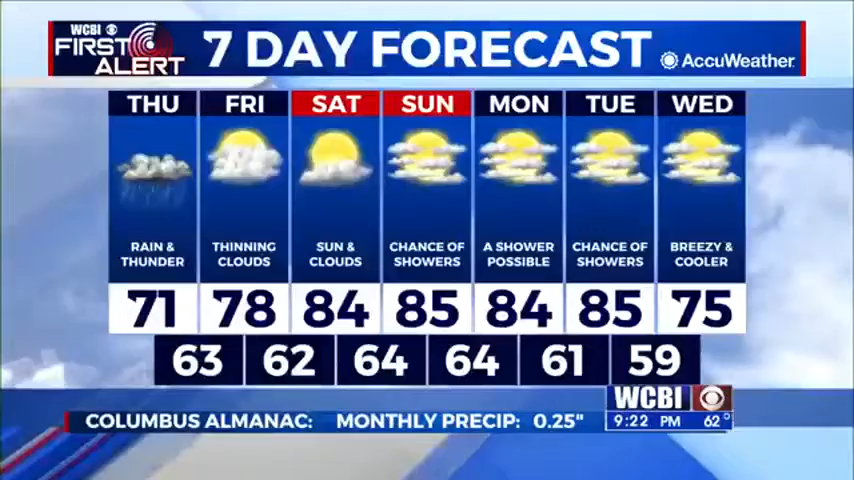 WCBI
FIRST
ALERT
7 DAY FORECAST
AccuWeather
THU FRI SAT SUN MON TUE WED
RAIN & THUNDER
THINNING CLOUDS
SUN & CLOUDS
CHANCE OF SHOWERS
A SHOWER POSSIBLE
CHANCE OF SHOWERS
BREEZY & COOLER
71 78 84 85 84 85 75
63 62 64 64 61 59
WCBI
COLUMBUS ALMANAC: MONTHLY PRECIP: 0.25"
9:22 PM 62°